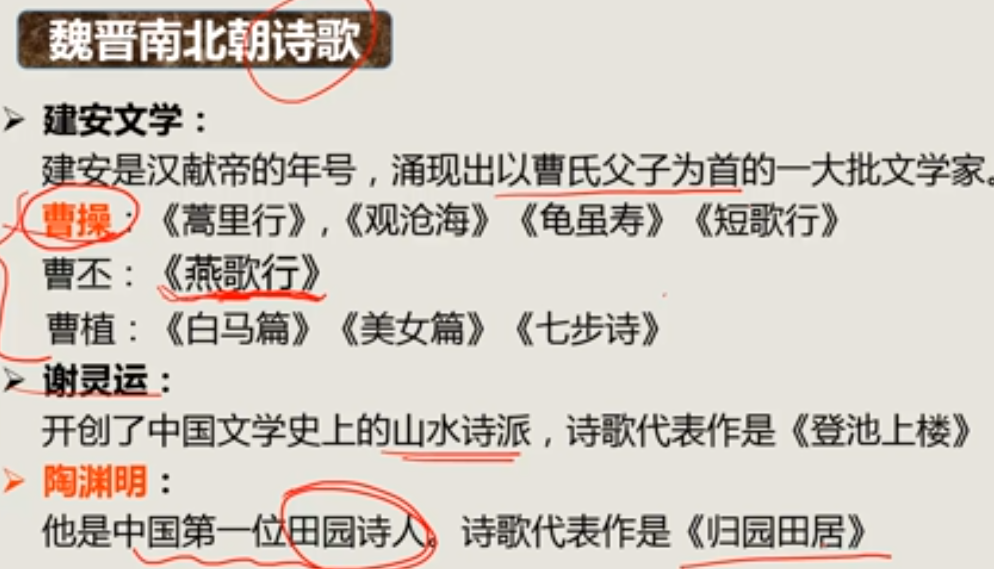 魏晋南北朝诗歌
➢ 建安文学：
建安是汉献帝的年号，涌现出以曹氏父子为首的一大批文学家。
曹操：《蒿里行》，《观沧海》《龟虽寿》《短歌行》
曹丕：《燕歌行》
曹植：《白马篇》《美女篇》《七步诗》
➢ 谢灵运：
开创了中国文学史上的山水诗派，诗歌代表作是《登池上楼》
➢ 陶渊明：
他是中国第一位田园诗人。诗歌代表作是《归园田居》